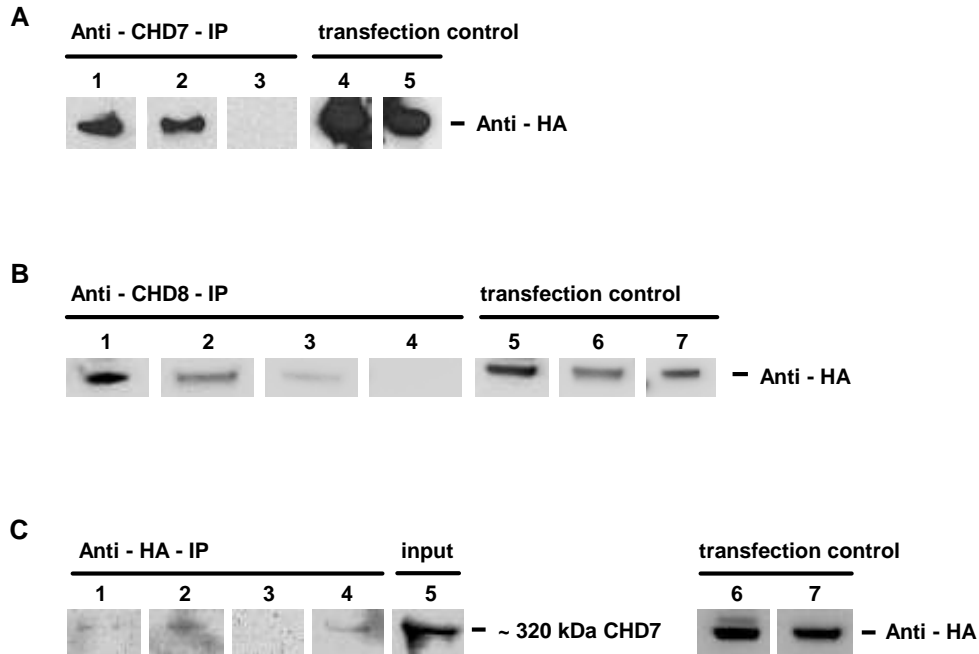 A
Anti - CHD7 - IP transfection control
1 2 3 4 5
Anti - HA
B
Anti - CHD8 - IP transfection control
1 2 3 4 5 6 7
Anti - HA
C
Anti - HA - IP input transfection control
1 2 3 4 5 6 7
~ 320 kDa CHD7 Anti - HA